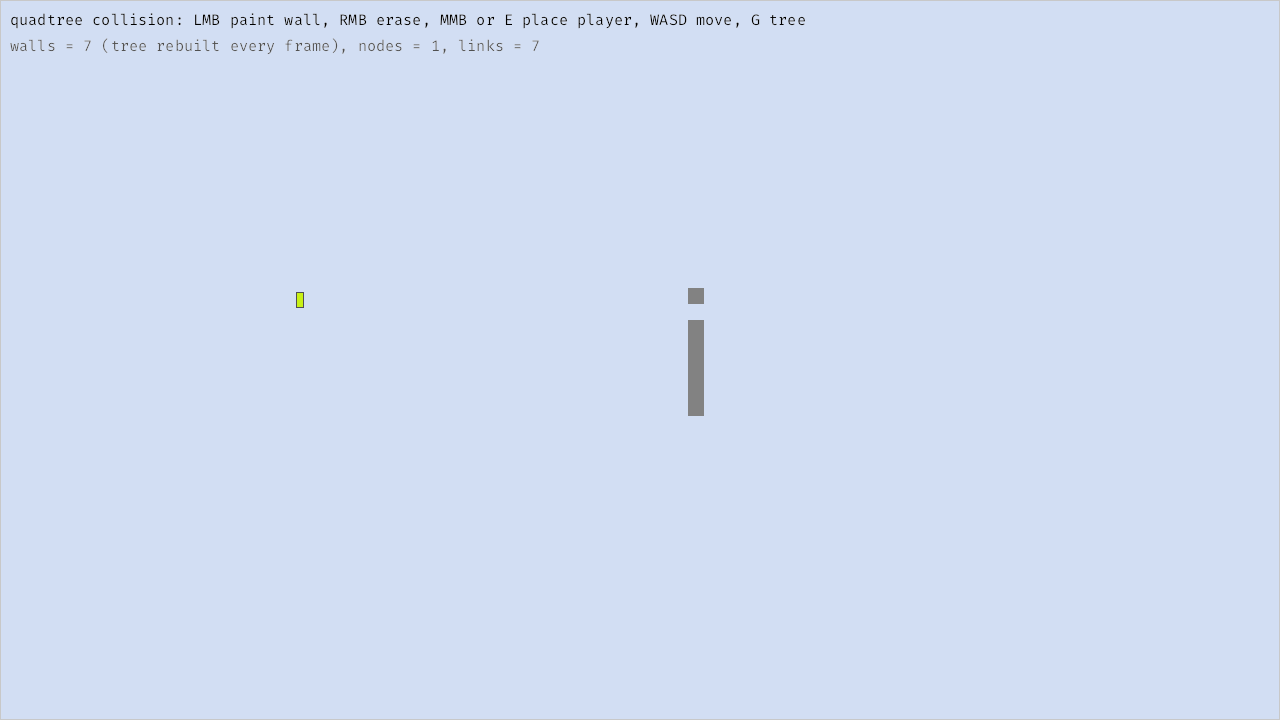 quadtree collision: LMB paint wall, RMB erase, MMB or E place player, WASD move, G tree
walls = 7 (tree rebuilt every frame), nodes = 1, links = 7